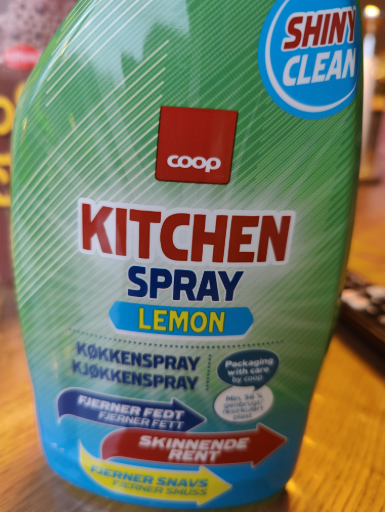 SHINY
CLEAN
coop
KITCHEN
SPRAY
LEMON
KØKKENSPRAY
KJØKKENSPRAY
Packaging
with care
by coop
FJERNER FEDT
FJERNER FETT
SKINNENDE
RENT
FJERNER SNAVS
FJERNER SMUSS